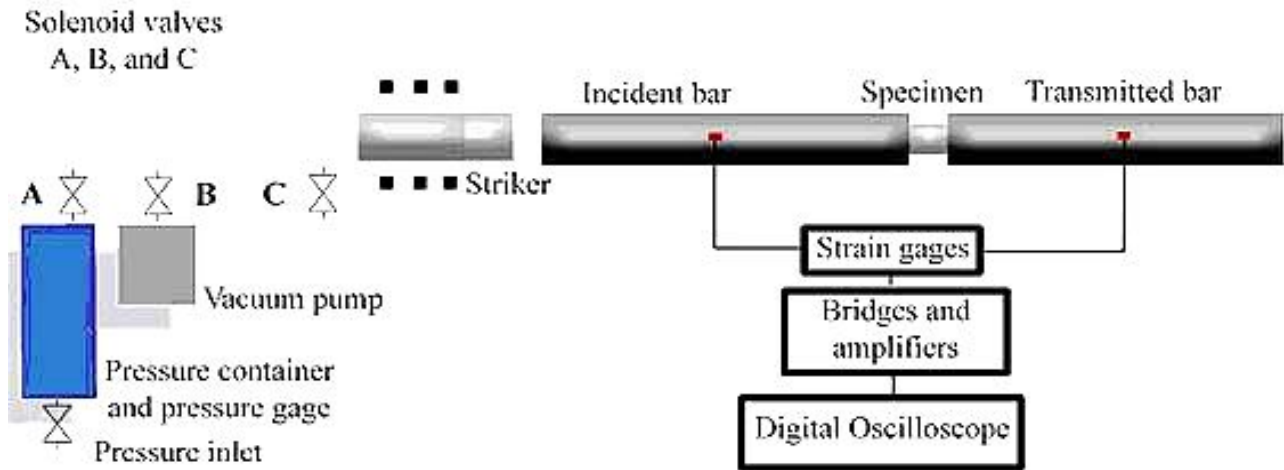 Solenoid valves
A, B, and C
Incident bar
Specimen
Transmitted bar
Striker
A
B
C
Strain gages
Vacuum pump
Bridges and
amplifiers
Pressure container
and pressure gage
Digital Oscilloscope
Pressure inlet